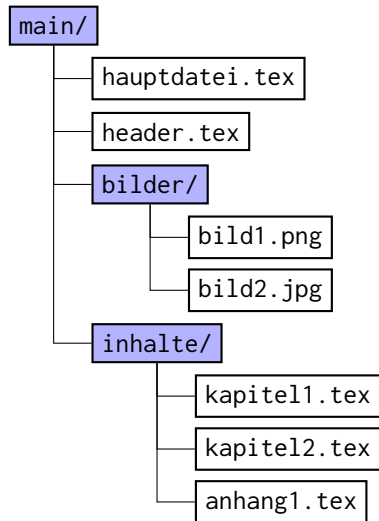 main/
hauptdatei.tex
header.tex
bilder/
bild1.png
bild2.jpg
inhalte/
kapitel1.tex
kapitel2.tex
anhang1.tex